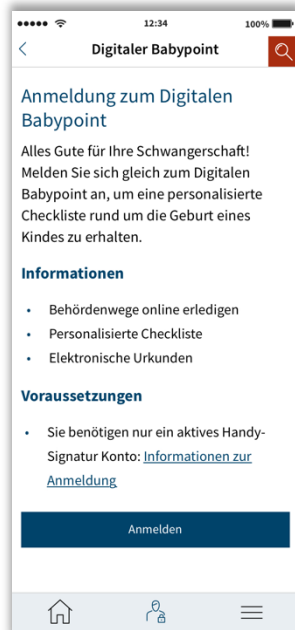 12:34
100%
Digitaler Babypoint
Anmeldung zum Digitalen
Babypoint
Alles Gute für Ihre Schwangerschaft!
Melden Sie sich gleich zum Digitalen
Babypoint an, um eine personalisierte
Checkliste rund um die Geburt eines
Kindes zu erhalten.
Informationen
• Behördenwege online erledigen
• Personalisierte Checkliste
• Elektronische Urkunden
Voraussetzungen
• Sie benötigen nur ein aktives Handy-
Signatur Konto: Informationen zur
Anmeldung
Anmelden